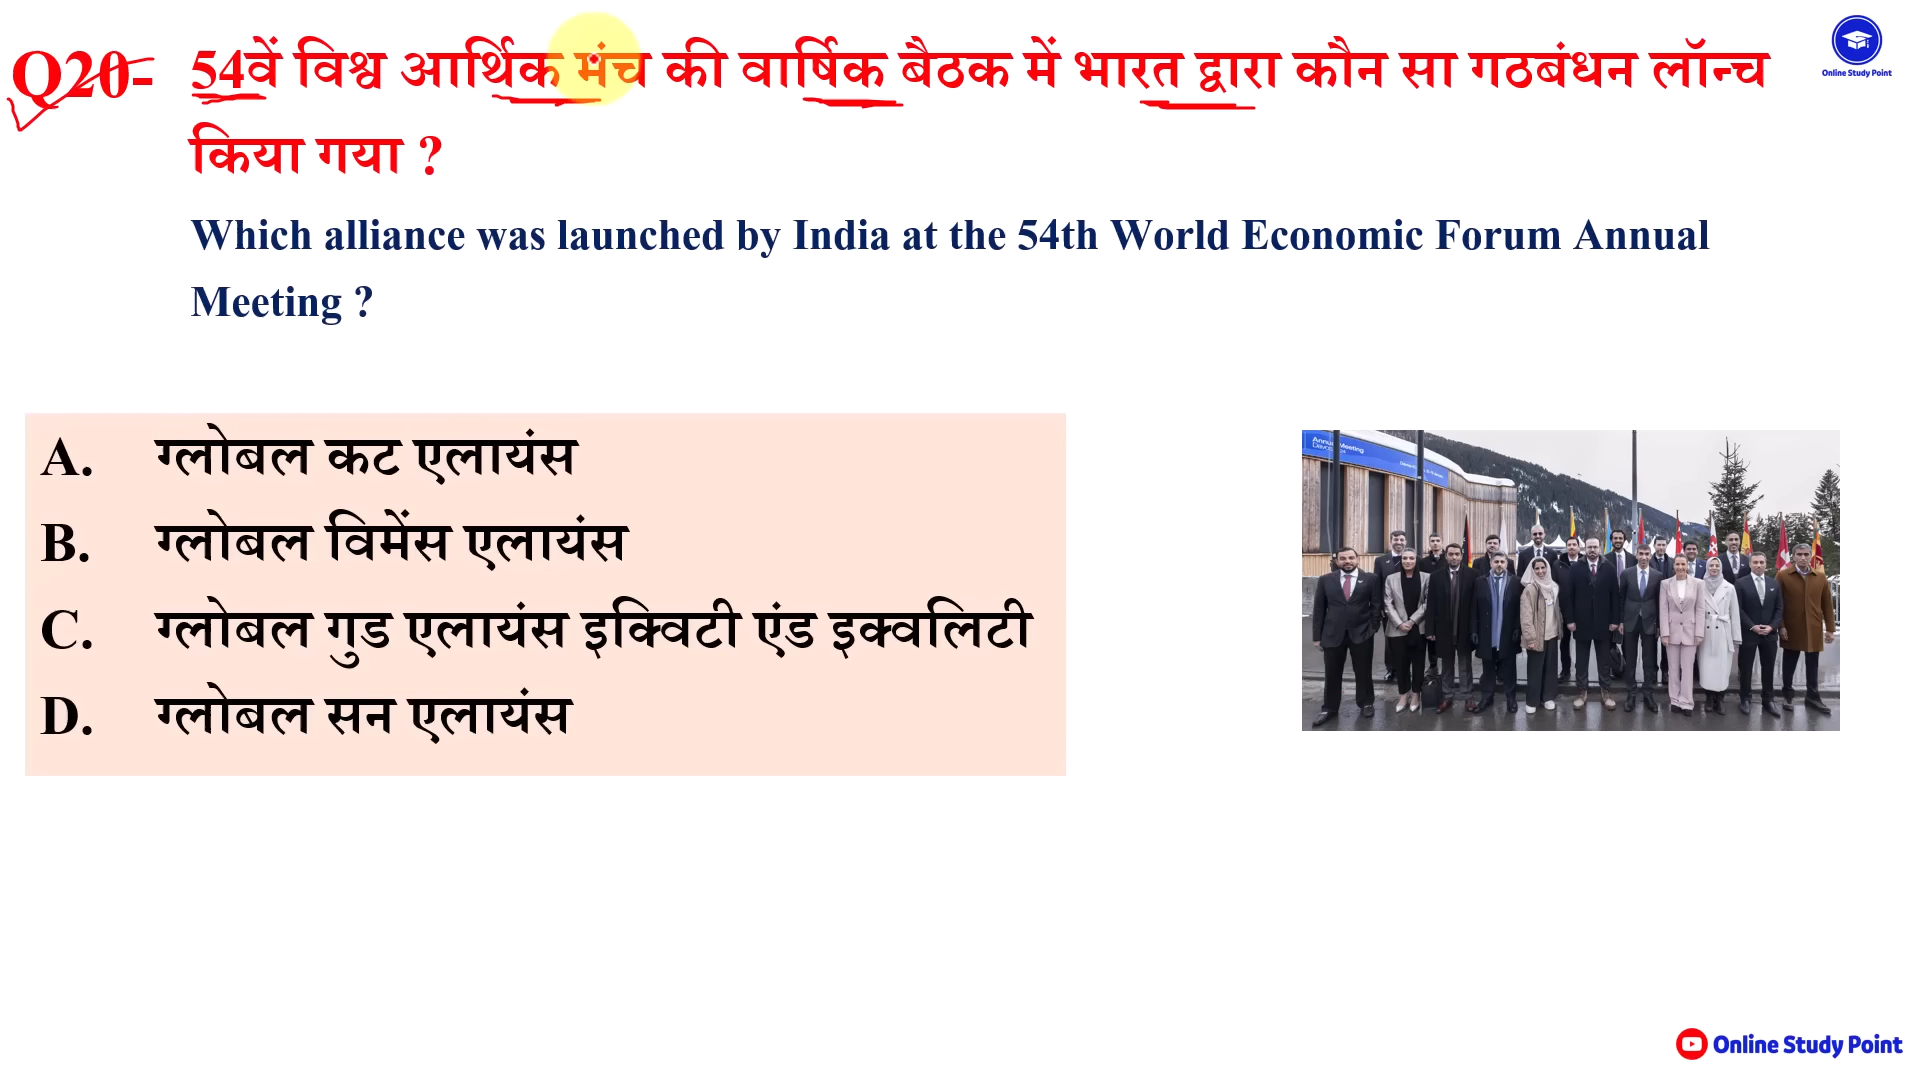 Q20- 54वें विश्व आर्थिक मंच की वार्षिक बैठक में भारत द्वारा कौन सा गठबंधन लॉन्च
किया गया ?
Online Study Point
Which alliance was launched by India at the 54th World Economic Forum Annual
Meeting ?
A. ग्लोबल कट एलायंस
B. ग्लोबल विमेंस एलायंस
C. ग्लोबल गुड एलायंस इक्विटी एंड इक्वलिटी
D. ग्लोबल सन एलायंस
Annual Meeting
Online Study Point